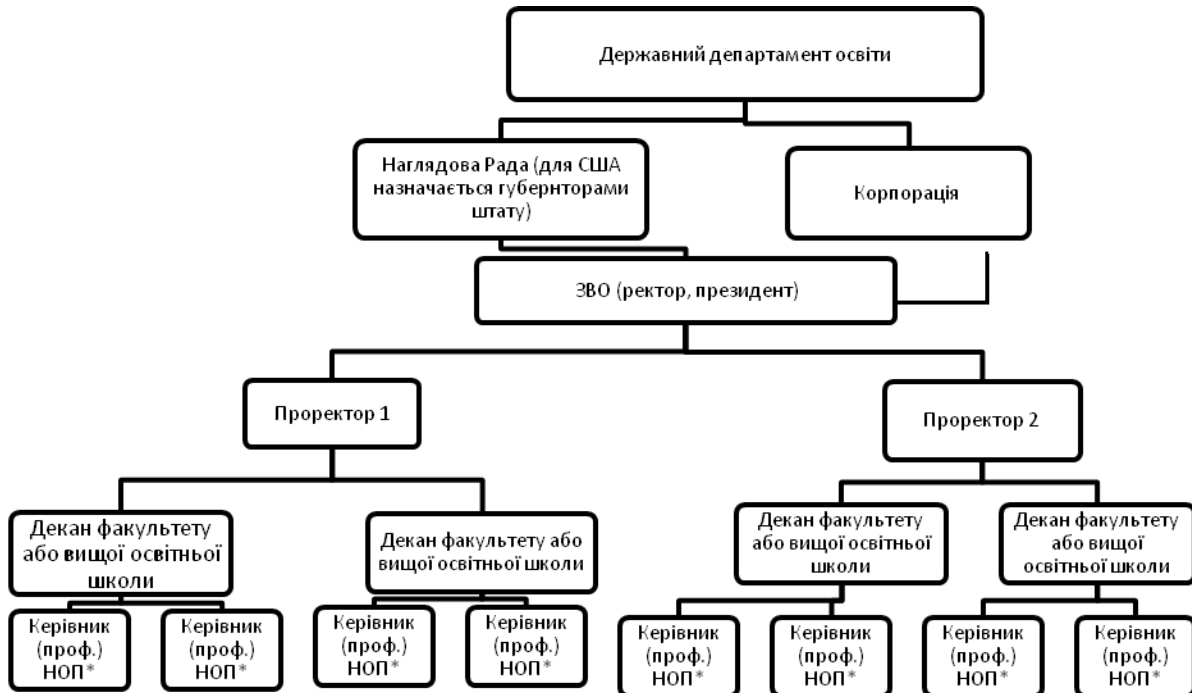 Державний департамент освіти
Наглядова Рада (для США
назначається губернторами
штату)
Корпорація
ЗВО (ректор, президент)
Проректор 1
Проректор 2
Декан факультету
або вищої освітньої
школи
Декан факультету або
вищої освітньої школи
Декан факультету
або вищої освітньої
школи
Декан факультету
або вищої
освітньої школи
Керівник
(проф.)
НОП*
Керівник
(проф.)
НОП*
Керівник
(проф.)
НОП*
Керівник
(проф.)
НОП*
Керівник
(проф.)
НОП*
Керівник
(проф.)
НОП*
Керівник
(проф.)
НОП*
Керівник
(проф.)
НОП*